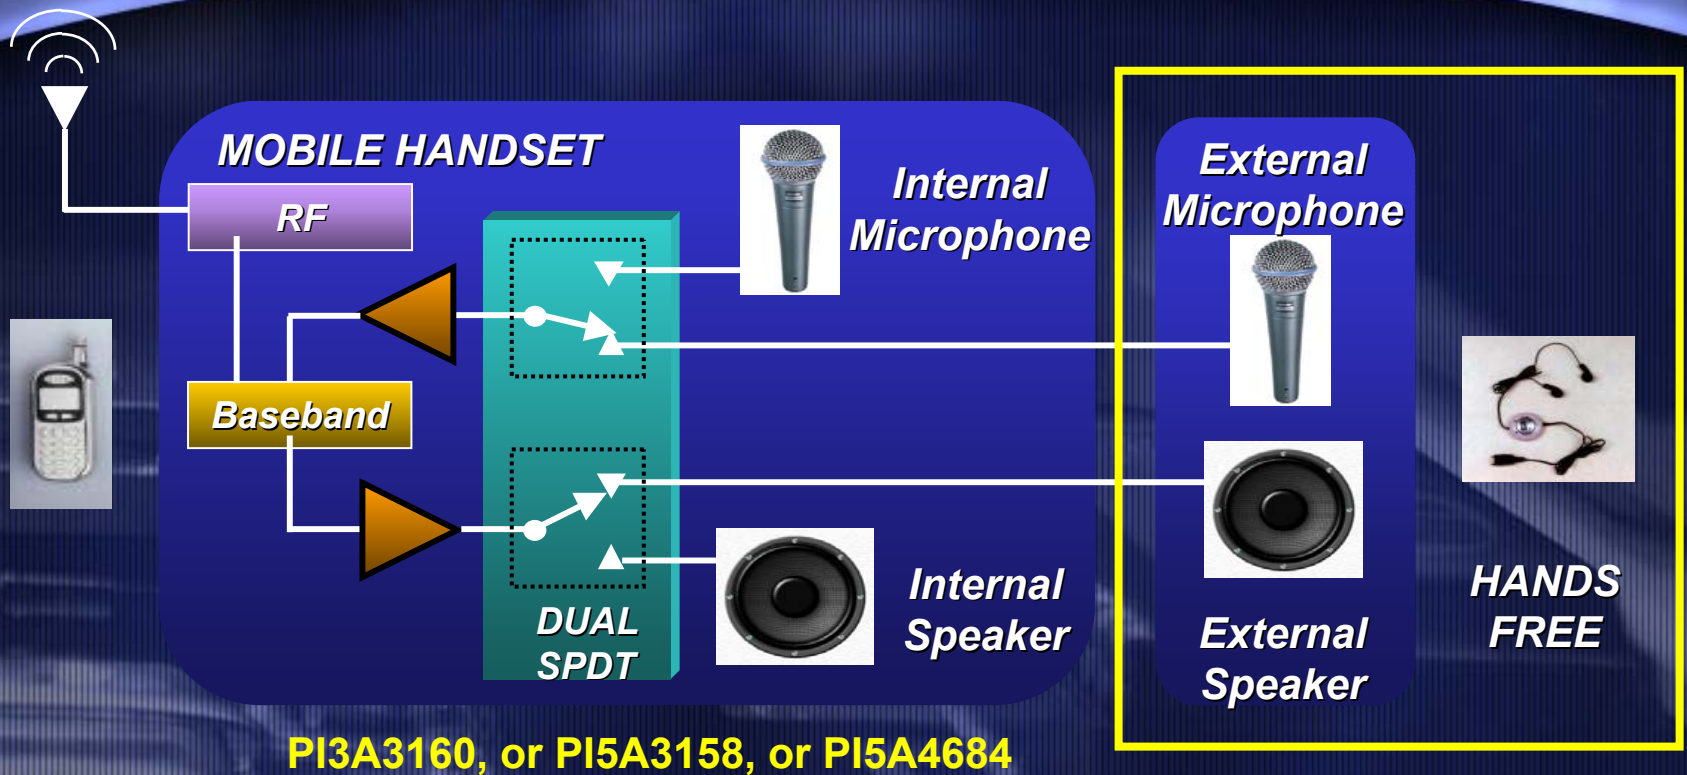 MOBILE HANDSET
RF
Baseband
DUAL
SPDT
Internal
Microphone
Internal
Speaker
External
Microphone
External
Speaker
HANDS
FREE
PI3A3160, or PI5A3158, or PI5A4684